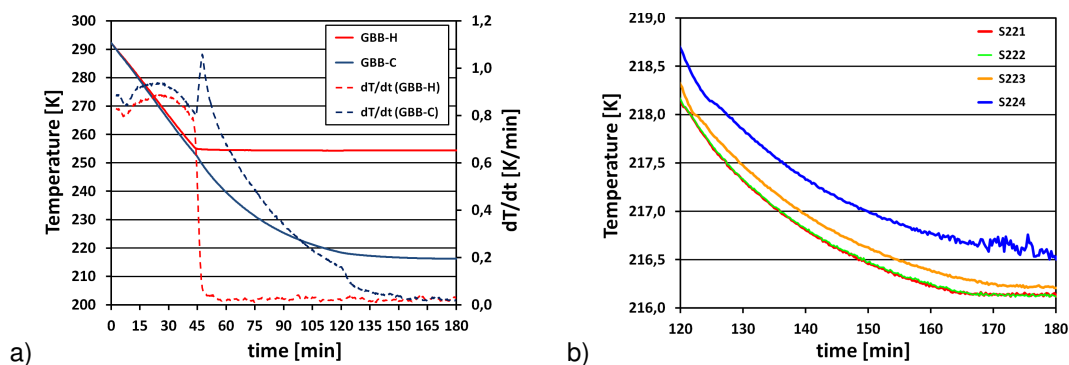 300
290
280
270
260
250
240
230
220
210
200
Temperature [K]
0 15 30 45 60 75 90 105 120 135 150 165 180
time [min]
1,2
1,0
0,8
0,6
0,4
0,2
0,0
dT/dt [K/min]
GBB-H
GBB-C
dT/dt (GBB-H)
dT/dt (GBB-C)
a)
219,0
218,5
218,0
217,5
217,0
216,5
216,0
Temperature [K]
120 130 140 150 160 170 180
time [min]
S221
S222
S223
S224
b)